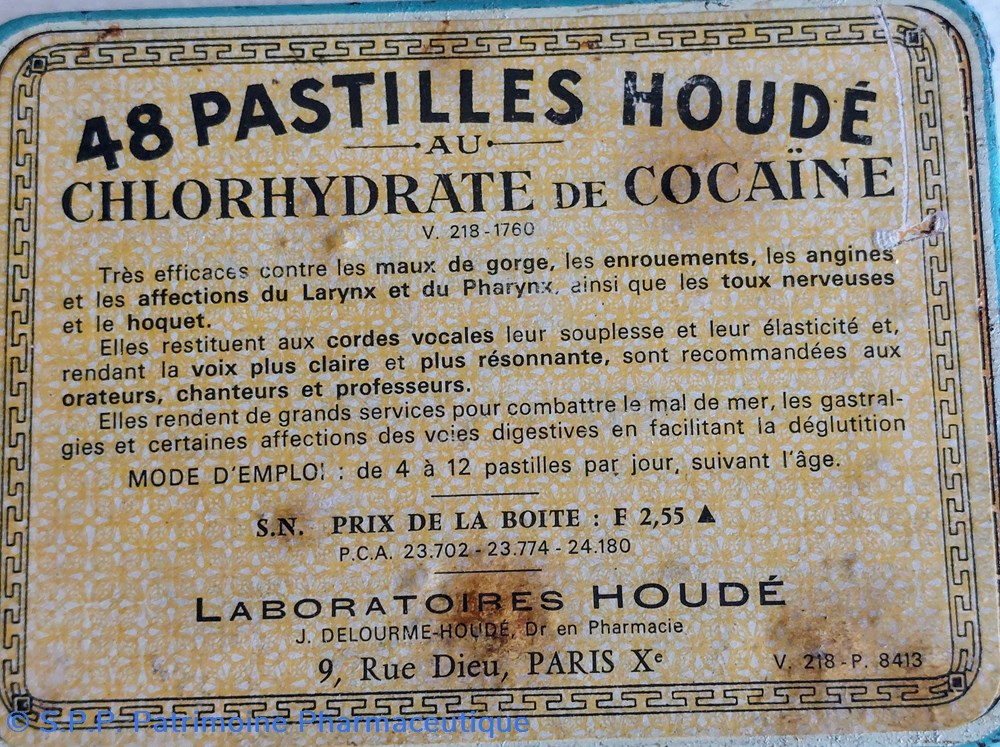 48 PASTILLES HOUDÉ
AU
CHLORHYDRATE DE COCAÏNE
V. 218-1760
Très efficaces contre les maux de gorge, les enrouements, les angines
et les affections du Larynx et du Pharynx, ainsi que les toux nerveuses
et le hoquet.
Elles restituent aux cordes vocales leur souplesse et leur élasticité et,
rendant la voix plus claire et plus résonnante, sont recommandées aux
orateurs, chanteurs et professeurs.
Elles rendent de grands services pour combattre le mal de mer, les gastral-
gies et certaines affections des voies digestives en facilitant la déglutition
MODE D'EMPLOI : de 4 à 12 pastilles par jour, suivant l'âge.
S.N. PRIX DE LA BOITE : F 2,55 ▲
P.C.A. 23.702 - 23.774 - 24.180
LABORATOIRES HOUDÉ
J. DELOURME-HOUDÉ, Dr en Pharmacie
9, Rue Dieu, PARIS Xe
V. 218 - P. 8413
© S.P.P. Patrimoine Pharmaceutique